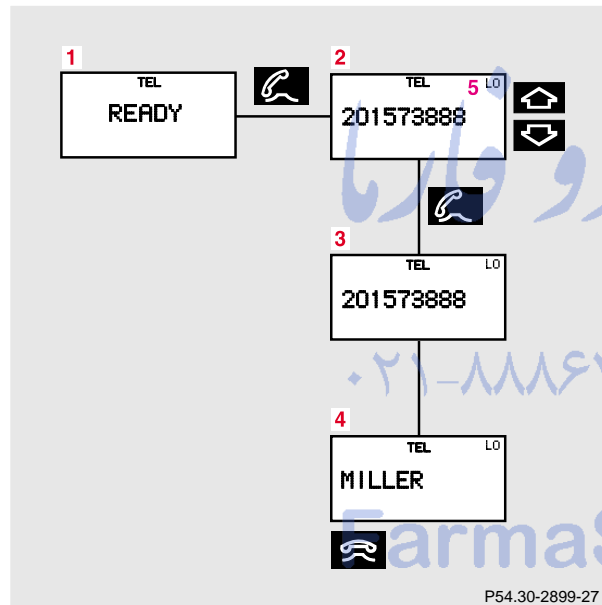 1
TEL
READY
2
TEL
5
LO
201573888
3
TEL
LO
201573888
4
TEL
LO
MILLER
۰۲۱-۸۸۸۶۷
FarmaS
P54.30-2899-27